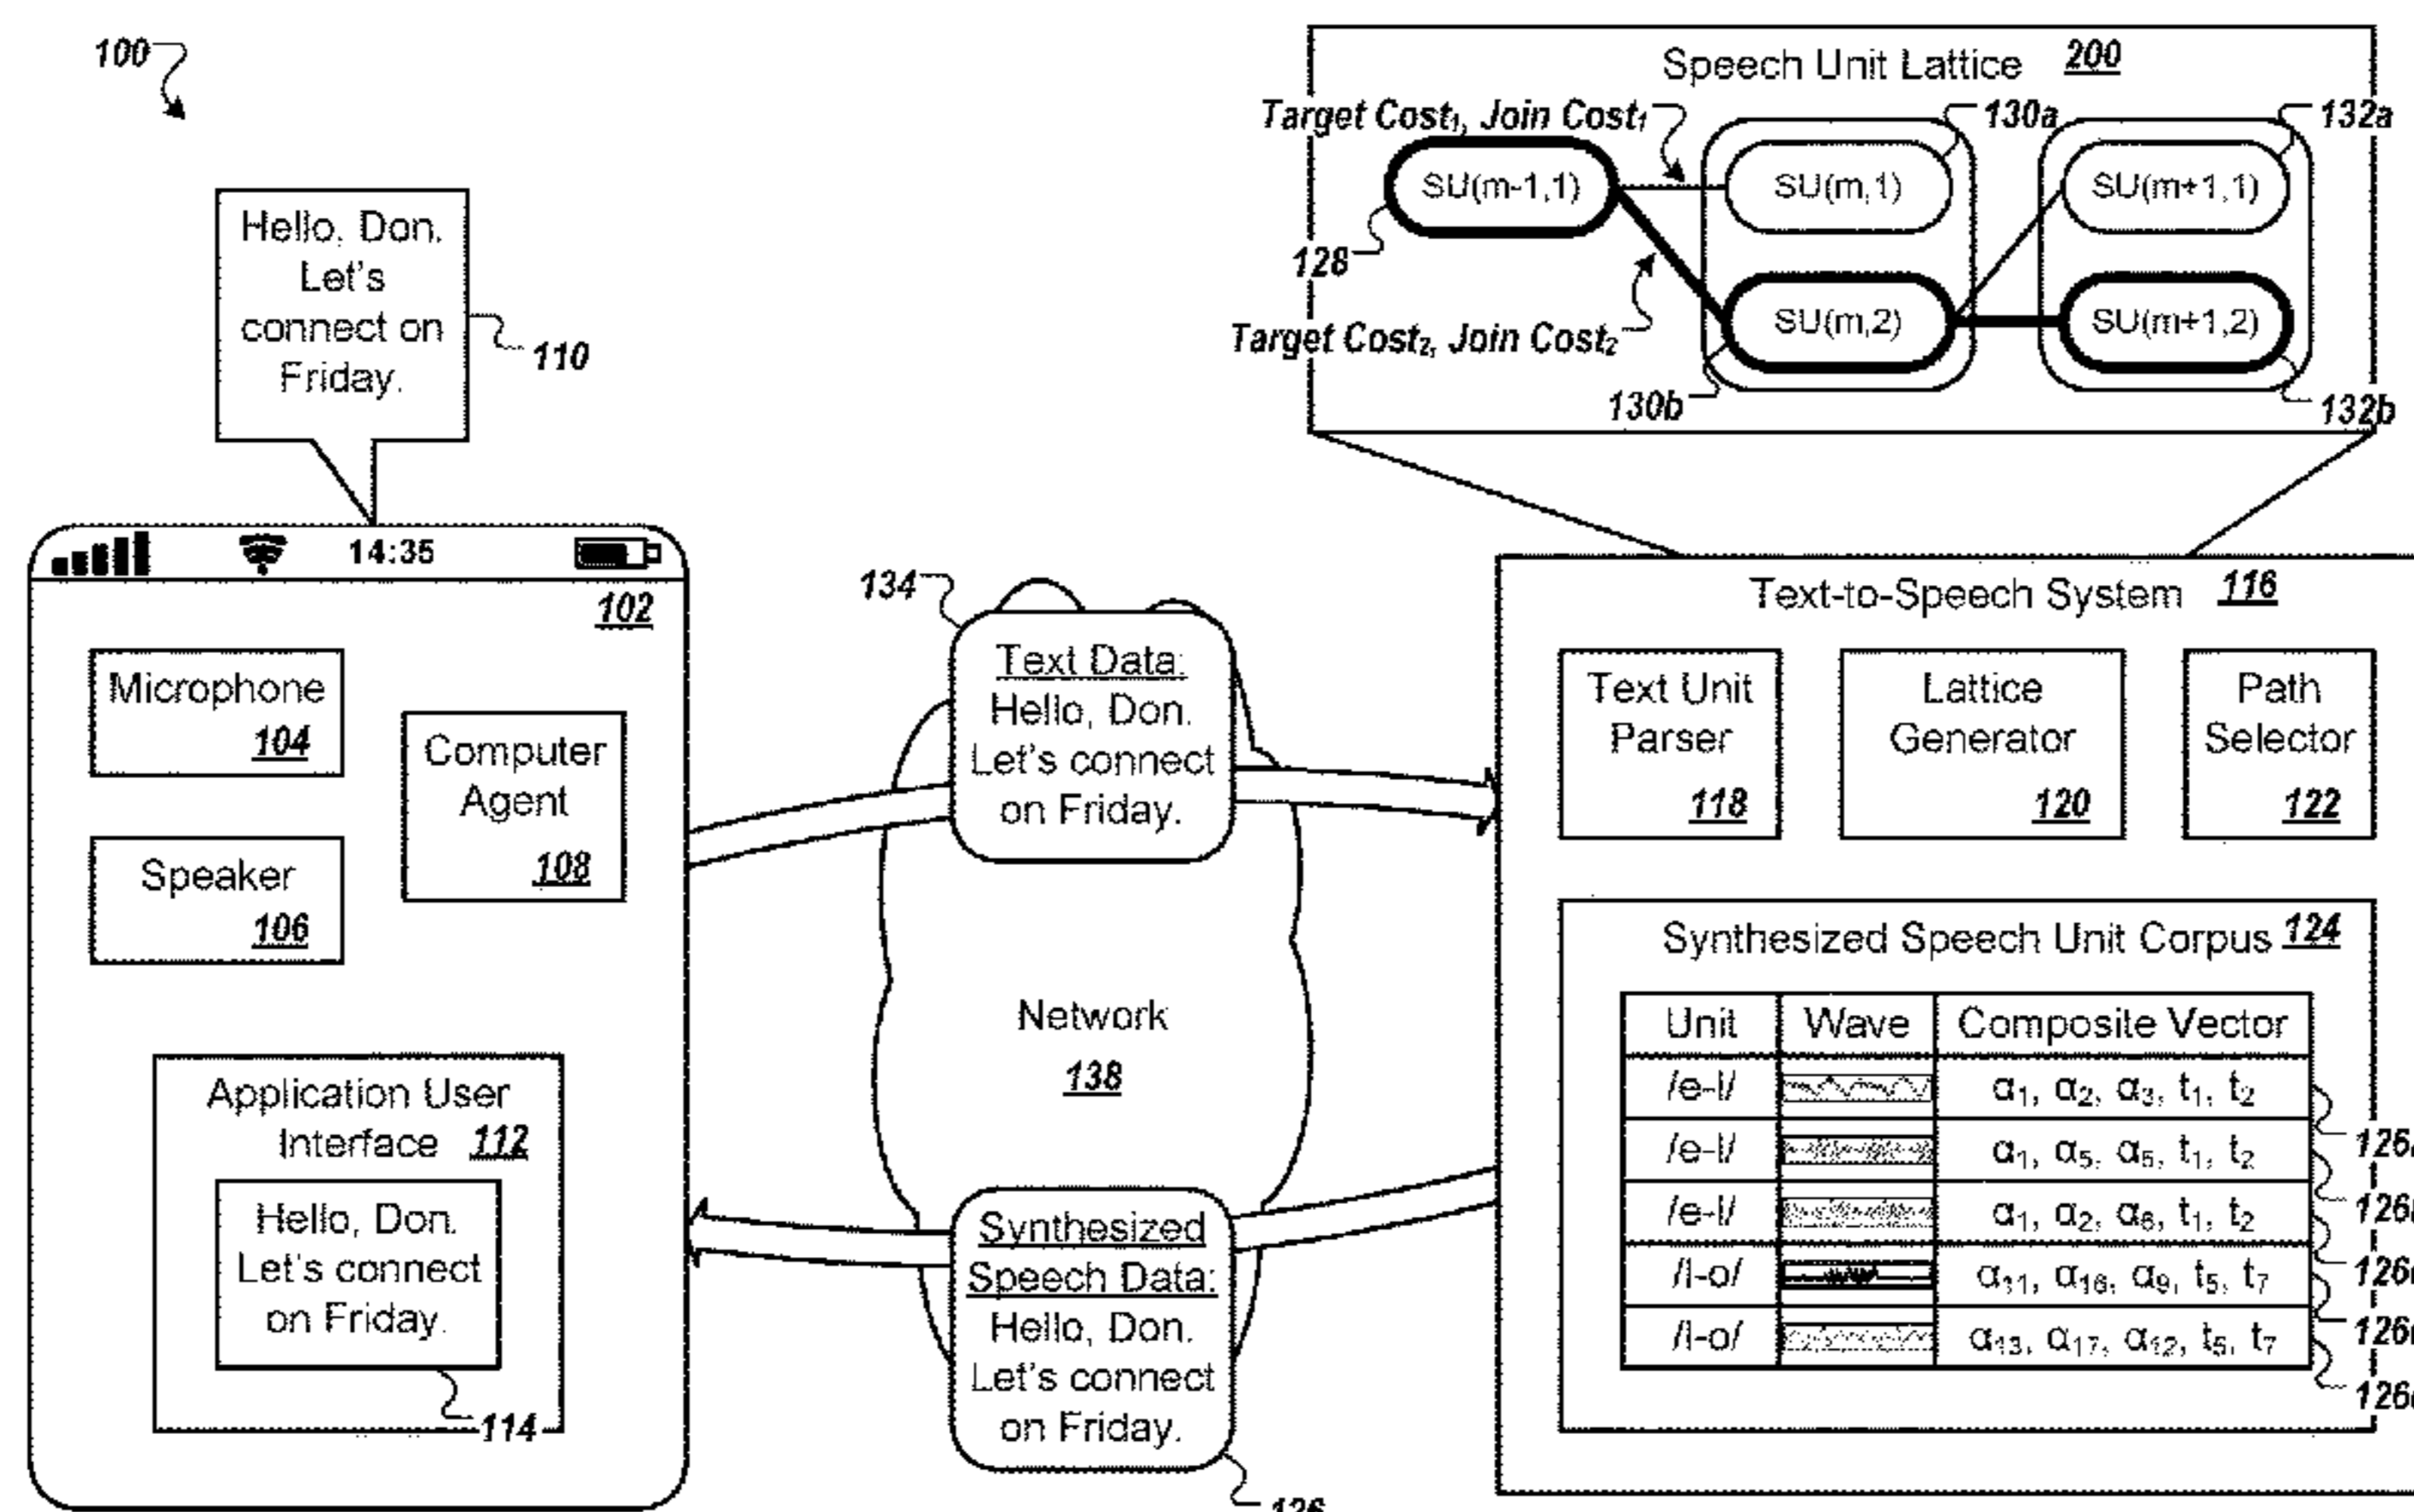 100
Hello, Don.
Let's
connect on
Friday.
110
14:35
102
Microphone
104
Computer
Agent
108
Speaker
106
Application User
Interface 112
Hello, Don.
Let's connect
on Friday.
114
134
Text Data:
Hello, Don.
Let's connect
on Friday.
Network
138
Synthesized
Speech Data:
Hello, Don.
Let's connect
on Friday.
Speech Unit Lattice 200
Target Cost₁, Join Cost₁
130a
132a
SU(m-1,1)
SU(m,1)
SU(m+1,1)
128
Target Cost₂, Join Cost₂
SU(m,2)
SU(m+1,2)
130b
132b
Text-to-Speech System 116
Text Unit
Parser
118
Lattice
Generator
120
Path
Selector
122
Synthesized Speech Unit Corpus 124
Unit Wave Composite Vector
/e-l/ α₁, α₂, α₃, t₁, t₂
/e-l/ α₁, α₅, α₅, t₁, t₂
/e-l/ α₁, α₂, α₆, t₁, t₂
/l-o/ α₁₁, α₁₆, α₉, t₅, t₇
/l-o/ α₁₃, α₁₇, α₁₂, t₅, t₇